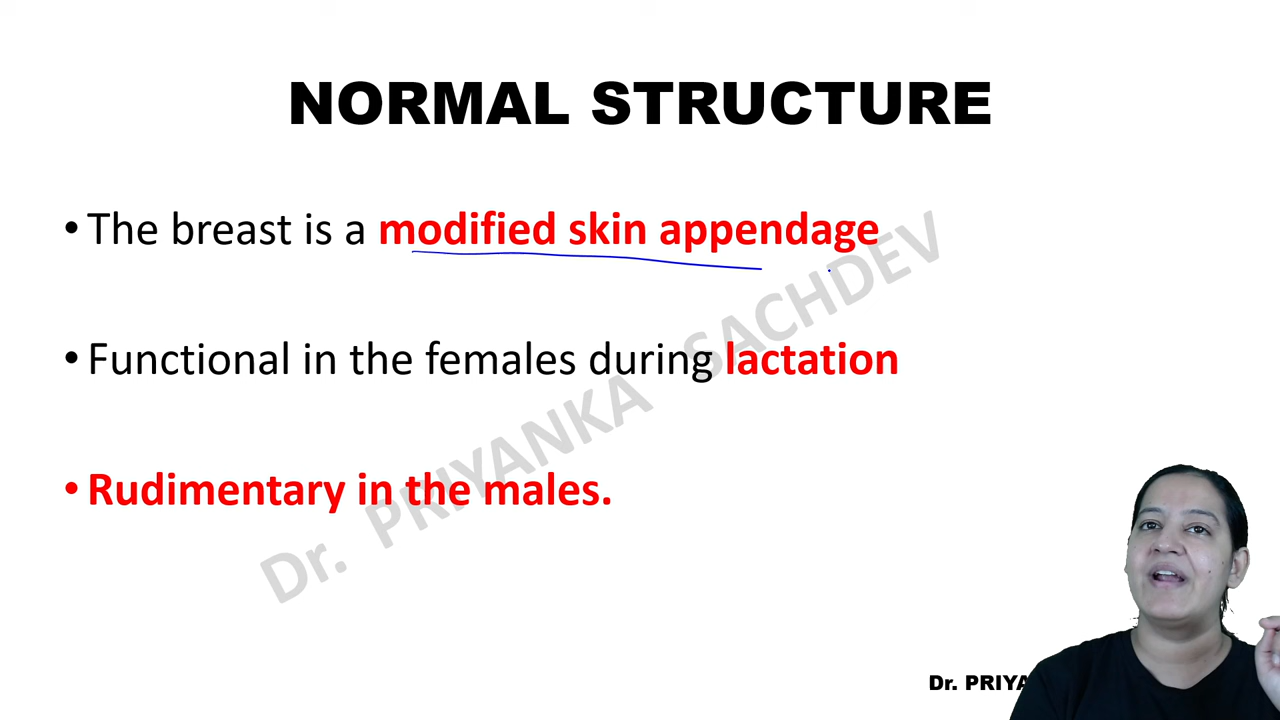 NORMAL STRUCTURE
• The breast is a modified skin appendage
• Functional in the females during lactation
• Rudimentary in the males.
Dr. PRIYANKA SACHDEV
Dr. PRIYA